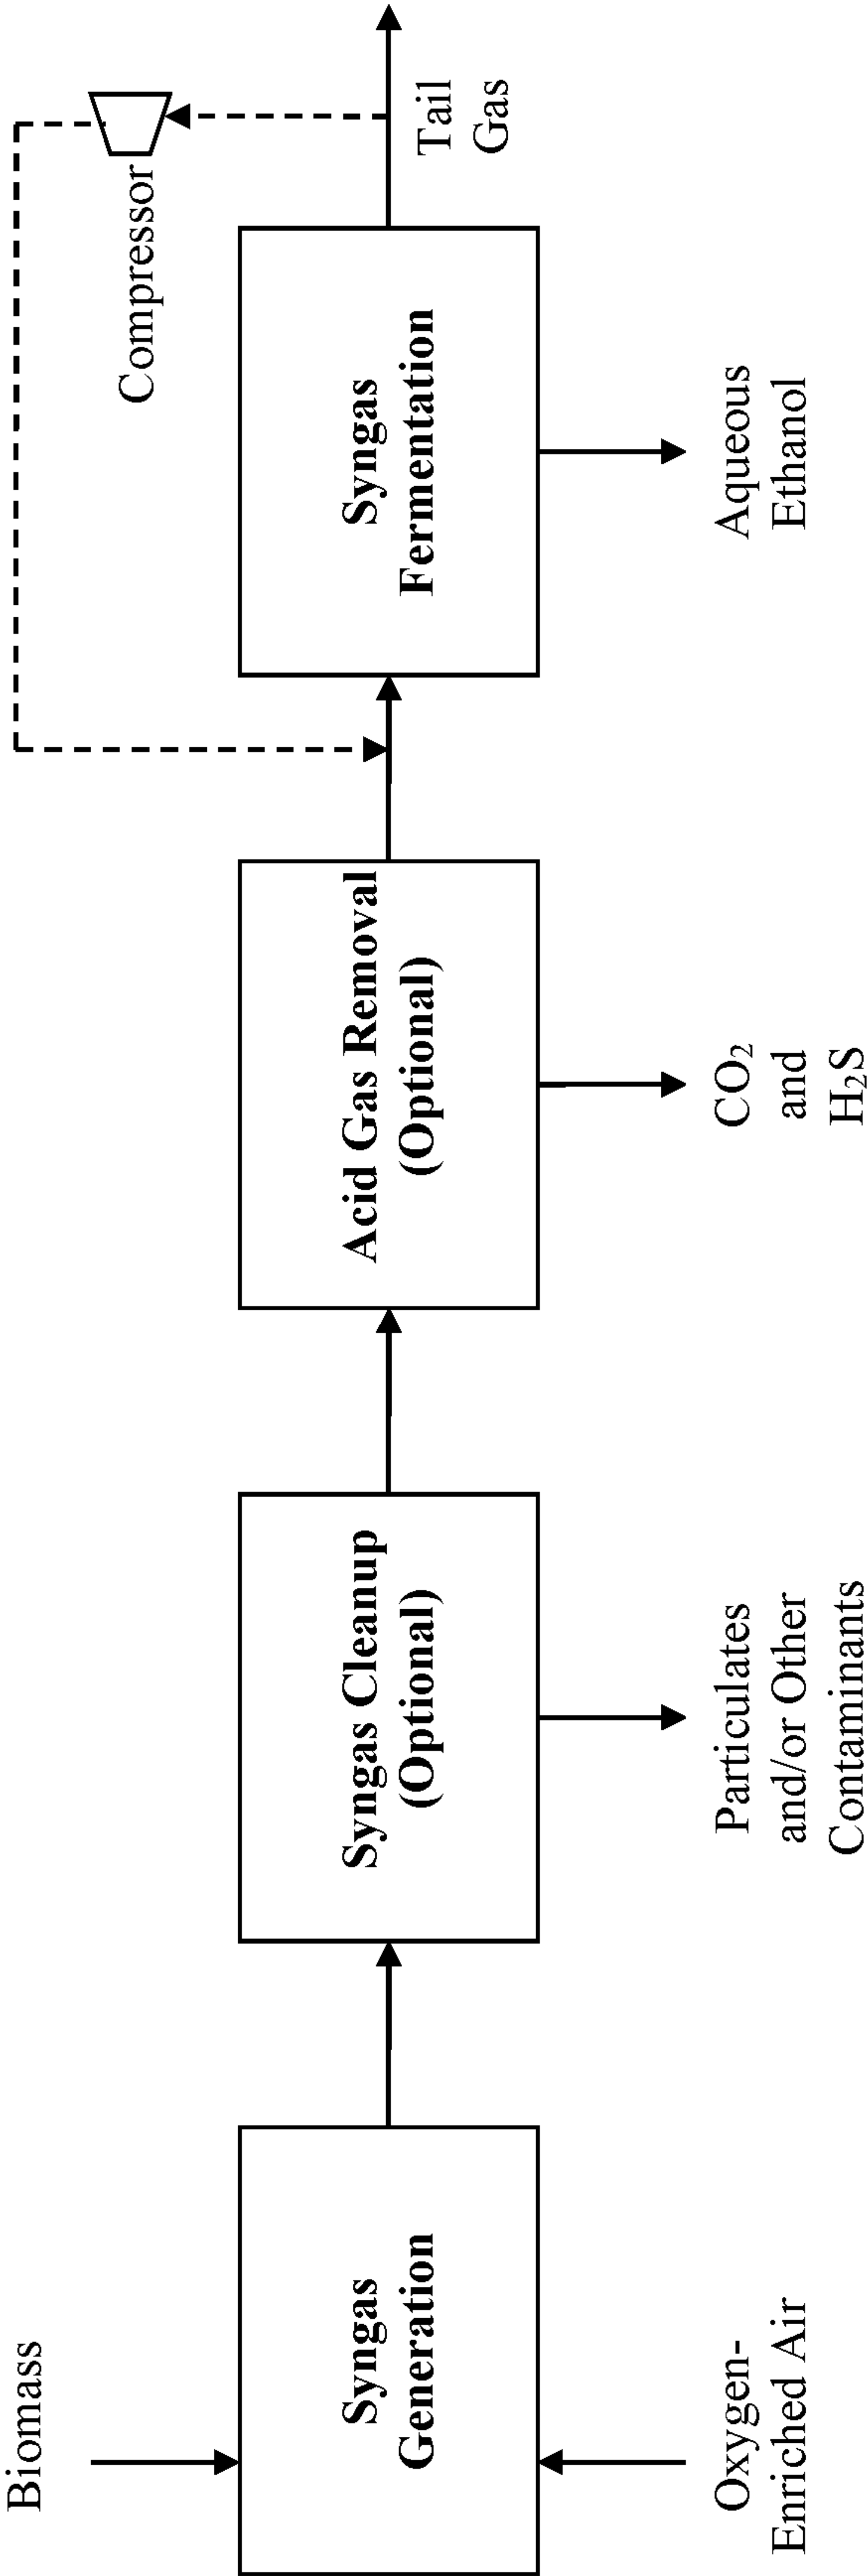 Biomass
Syngas
Generation
Oxygen-
Enriched Air
Syngas Cleanup
(Optional)
Particulates
and/or Other
Contaminants
Acid Gas Removal
(Optional)
CO₂
and
H₂S
Compressor
Syngas
Fermentation
Tail
Gas
Aqueous
Ethanol